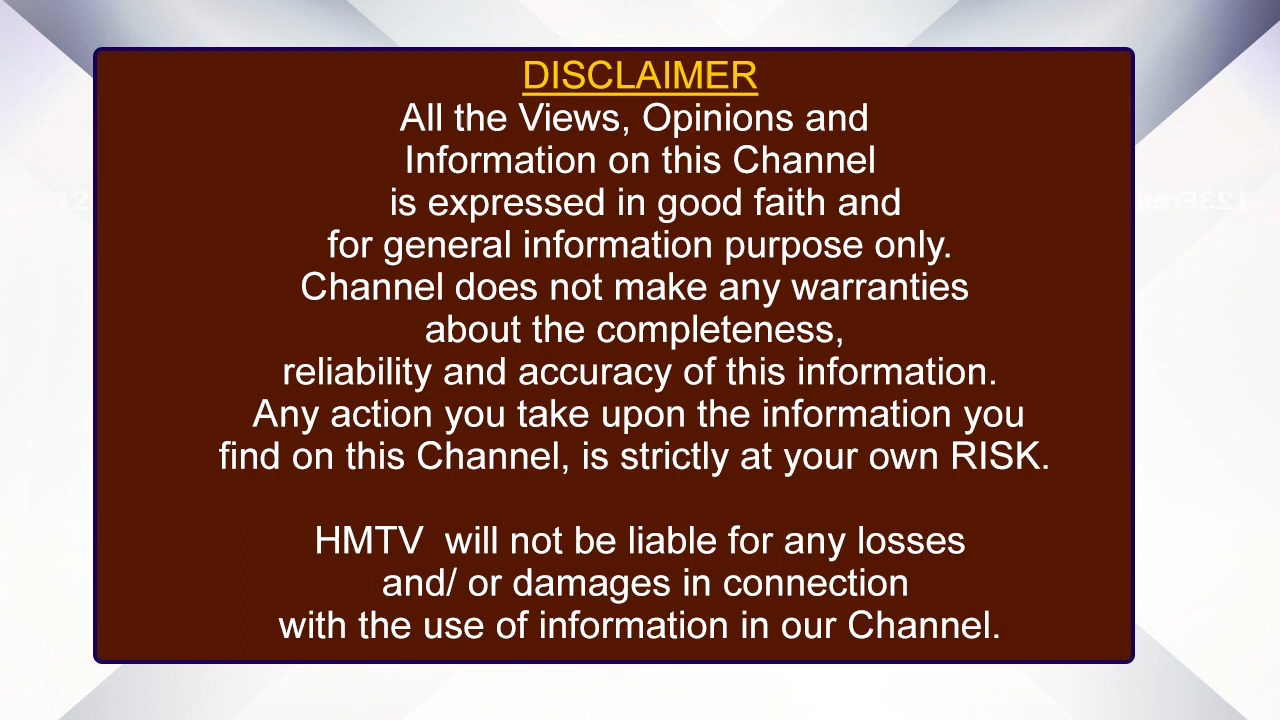 DISCLAIMER
All the Views, Opinions and
Information on this Channel
is expressed in good faith and
for general information purpose only.
Channel does not make any warranties
about the completeness,
reliability and accuracy of this information.
Any action you take upon the information you
find on this Channel, is strictly at your own RISK.
HMTV  will not be liable for any losses
and/ or damages in connection
with the use of information in our Channel.